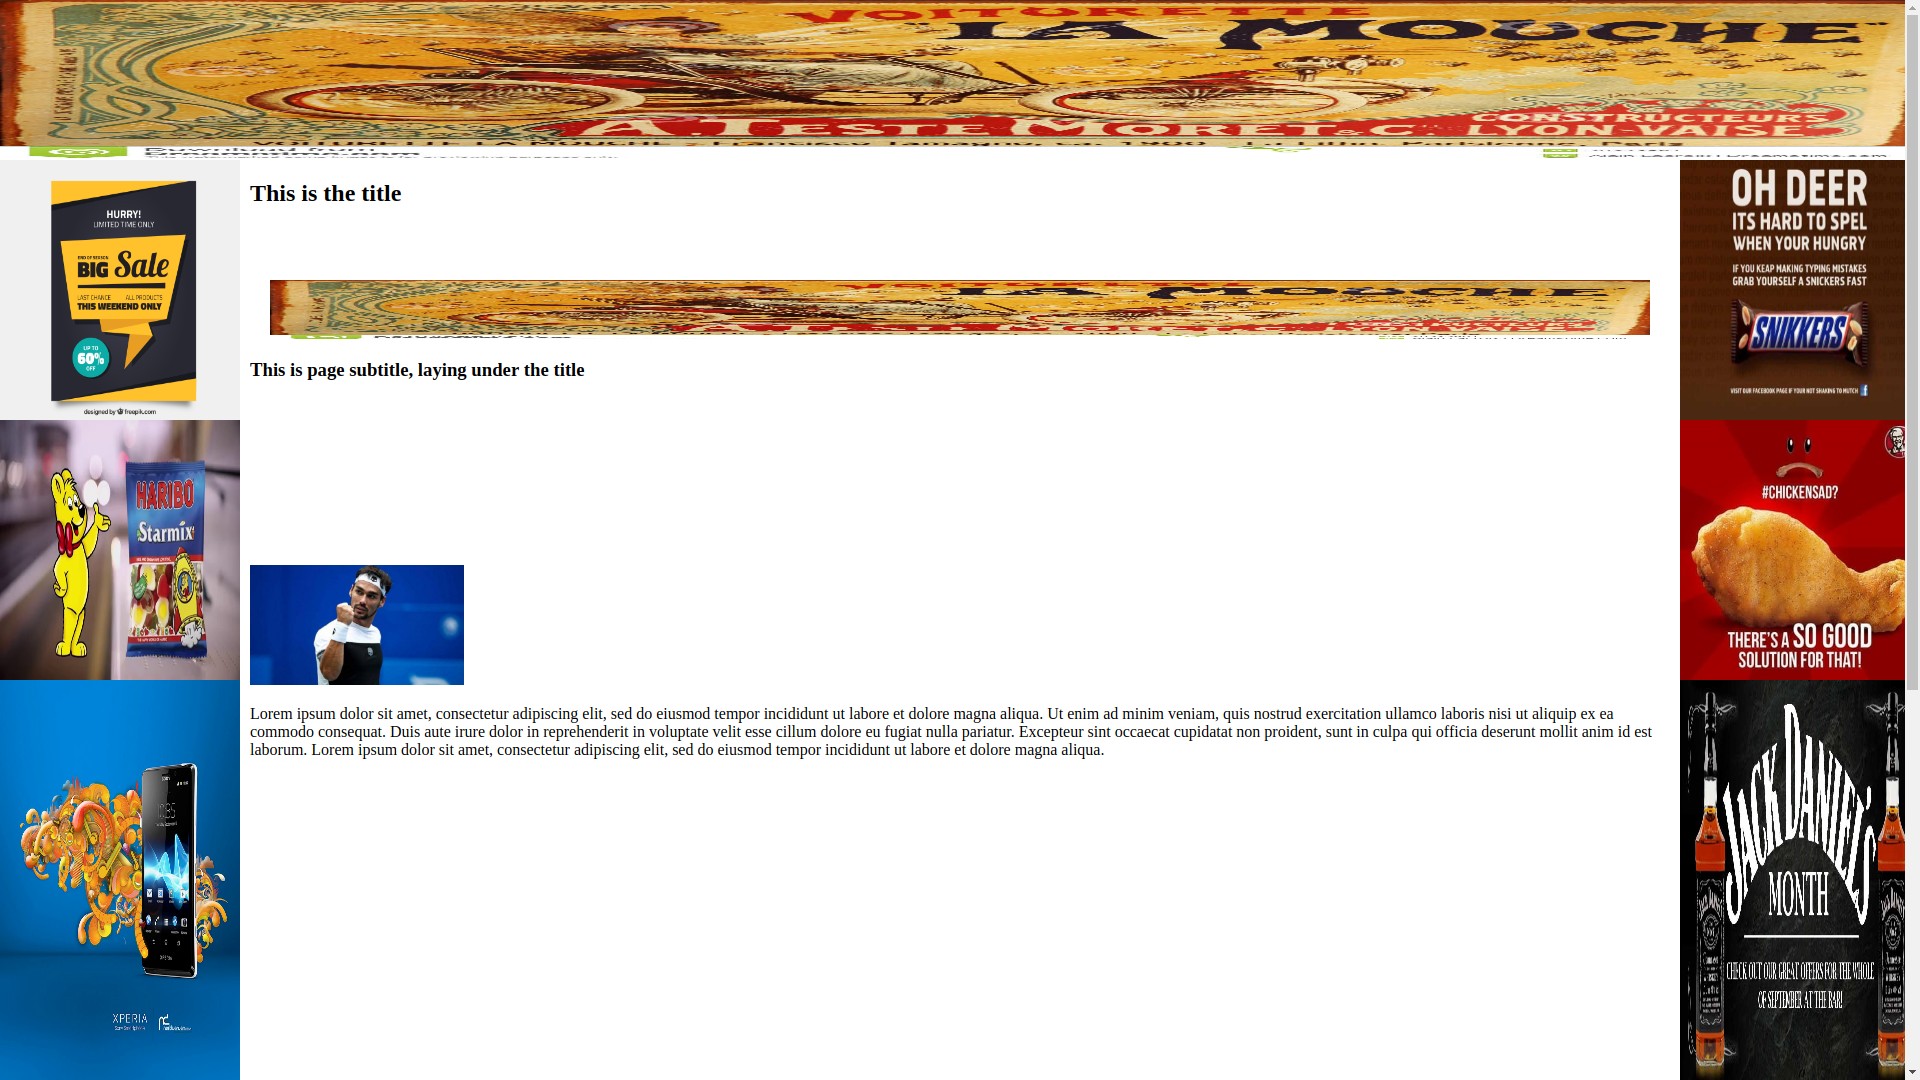 VOITURETTE
LA MOUCHE
A. TESTE MORET & C
CONSTRUCTEURS
LYON-VAISE
Download from
HURRY!
LIMITED TIME ONLY
END OF SEASON
BIG Sale
LAST CHANCE ALL PRODUCTS
THIS WEEKEND ONLY
UP TO
60%
OFF
designed by freepik.com
This is the title
LA MOUCHE
This is page subtitle, laying under the title
OH DEER
ITS HARD TO SPEL
WHEN YOUR HUNGRY
IF YOU KEAP MAKING TYPING MISTAKES
GRAB YOURSELF A SNICKERS FAST
SNIKKERS
VISIT OUR FACEBOOK PAGE IF YOUR NOT SHAKING TO MUTCH
HARIBO
Starmix
#CHICKENSAD?
THERE'S A SO GOOD
SOLUTION FOR THAT!
Lorem ipsum dolor sit amet, consectetur adipiscing elit, sed do eiusmod tempor incididunt ut labore et dolore magna aliqua. Ut enim ad minim veniam, quis nostrud exercitation ullamco laboris nisi ut aliquip ex ea
commodo consequat. Duis aute irure dolor in reprehenderit in voluptate velit esse cillum dolore eu fugiat nulla pariatur. Excepteur sint occaecat cupidatat non proident, sunt in culpa qui officia deserunt mollit anim id est
laborum. Lorem ipsum dolor sit amet, consectetur adipiscing elit, sed do eiusmod tempor incididunt ut labore et dolore magna aliqua.
XPERIA
JACK DANIEL'S
MONTH
CHECK OUT OUR GREAT OFFERS FOR THE WHOLE
OF SEPTEMBER AT THE BAR!